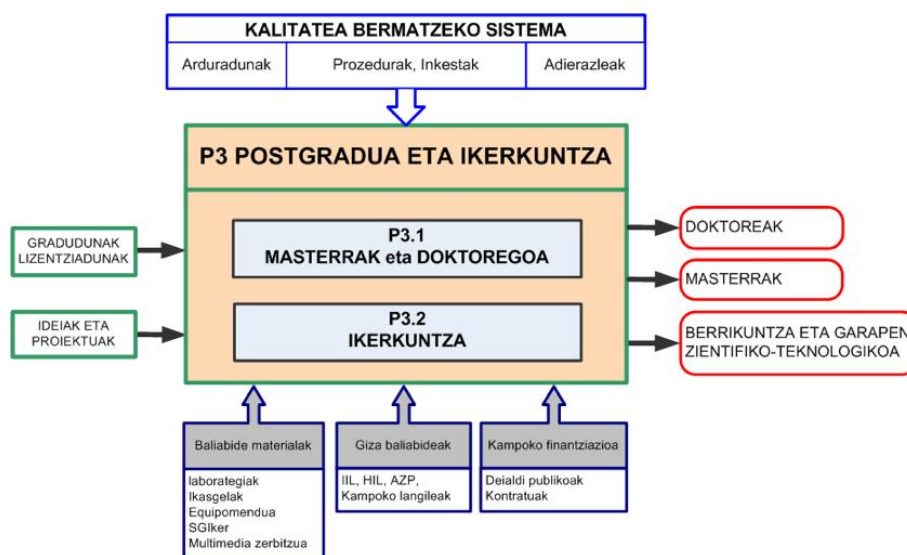 KALITATEA BERMATZEKO SISTEMA
Arduradunak
Prozedurak, Inkestak
Adierazleak
P3 POSTGRADUA ETA IKERKUNTZA
GRADUDUNAK
LIZENTZIADUNAK
IDEIAK ETA
PROIEKTUAK
P3.1
MASTERRAK eta DOKTOREGOA
P3.2
IKERKUNTZA
DOKTOREAK
MASTERRAK
BERRIKUNTZA ETA GARAPEN
ZIENTIFIKO-TEKNOLOGIKOA
Baliabide materialak
laborategiak
Ikasgelak
Equipomendua
SGIker
Multimedia zerbitzua
Giza baliabideak
IIL, HIL, AZP,
Kampoko langileak
Kampoko finantziazioa
Deialdi publikoak
Kontratuak